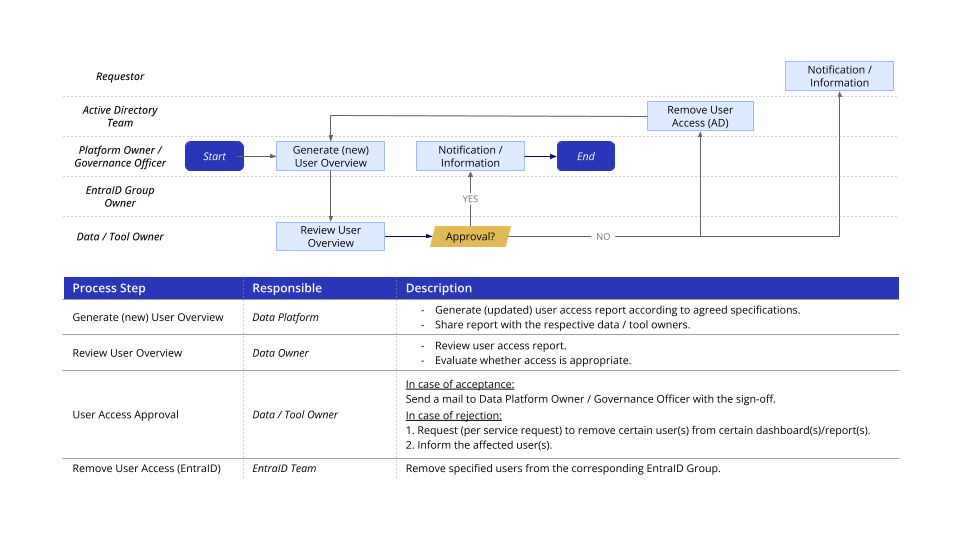 Requestor
Notification /
Information
Active Directory
Team
Remove User
Access (AD)
Platform Owner /
Governance Officer
Start
Generate (new)
User Overview
Notification /
Information
End
EntraID Group
Owner
YES
Data / Tool Owner
Review User
Overview
Approval?
NO
Process Step
Responsible
Description
Generate (new) User Overview
Data Platform
- Generate (updated) user access report according to agreed specifications.
- Share report with the respective data / tool owners.
Review User Overview
Data Owner
- Review user access report.
- Evaluate whether access is appropriate.
User Access Approval
Data / Tool Owner
In case of acceptance:
Send a mail to Data Platform Owner / Governance Officer with the sign-off.
In case of rejection:
1. Request (per service request) to remove certain user(s) from certain dashboard(s)/report(s).
2. Inform the affected user(s).
Remove User Access (EntraID)
EntraID Team
Remove specified users from the corresponding EntraID Group.